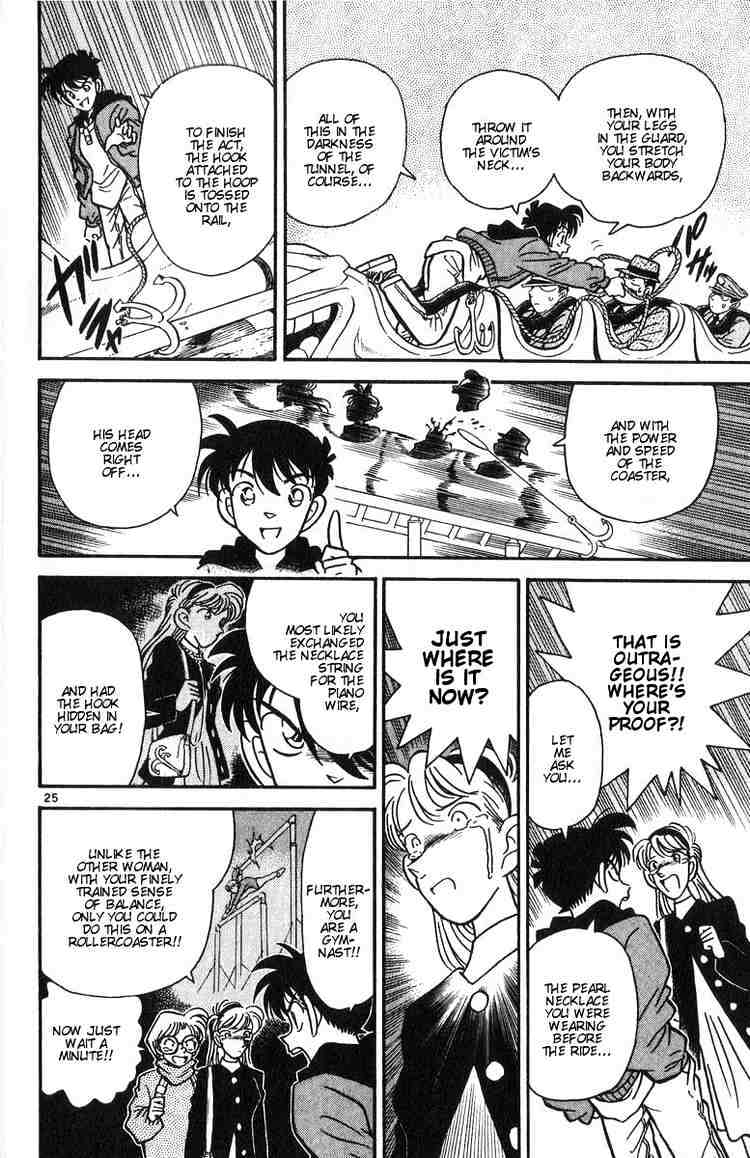 THEN, WITH
YOUR LEGS
IN THE GUARD,
YOU STRETCH
YOUR BODY
BACKWARDS,
THROW IT
AROUND
THE VICTIM'S
NECK...
ALL OF
THIS IN THE
DARKNESS
OF THE
TUNNEL, OF
COURSE...
TO FINISH
THE ACT,
THE HOOK
ATTACHED
TO THE HOOP
IS TOSSED
ONTO THE
RAIL,
AND WITH
THE POWER
AND SPEED
OF THE
COASTER,
HIS HEAD
COMES
RIGHT
OFF...
THAT IS
OUTRA-
GEOUS!!
WHERE'S
YOUR
PROOF?!
LET
ME
ASK
YOU...
THE PEARL
NECKLACE
YOU WERE
WEARING
BEFORE
THE RIDE...
JUST
WHERE
IS IT
NOW?
YOU
MOST LIKELY
EXCHANGED
THE NECKLACE
STRING
FOR THE
PIANO
WIRE,
AND HAD
THE HOOK
HIDDEN IN
YOUR BAG!
FURTHER-
MORE,
YOU
ARE A
GYM-
NAST!!
UNLIKE THE
OTHER WOMAN,
WITH YOUR FINELY
TRAINED SENSE
OF BALANCE,
ONLY YOU COULD
DO THIS ON A
ROLLERCOASTER!!
NOW JUST
WAIT A
MINUTE!!
25